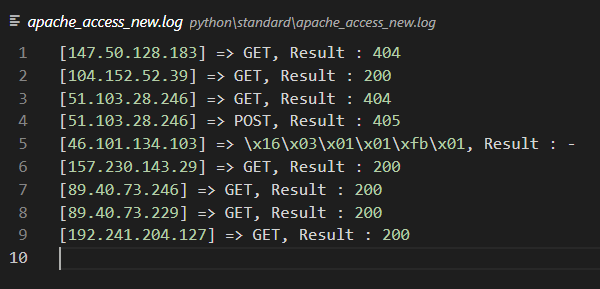 apache_access_new.log python\standard\apache_access_new.log
1 [147.50.128.183] => GET, Result : 404
2 [104.152.52.39] => GET, Result : 200
3 [51.103.28.246] => GET, Result : 404
4 [51.103.28.246] => POST, Result : 405
5 [46.101.134.103] => \x16\x03\x01\x01\xfb\x01, Result : -
6 [157.230.143.29] => GET, Result : 200
7 [89.40.73.246] => GET, Result : 200
8 [89.40.73.229] => GET, Result : 200
9 [192.241.204.127] => GET, Result : 200
10